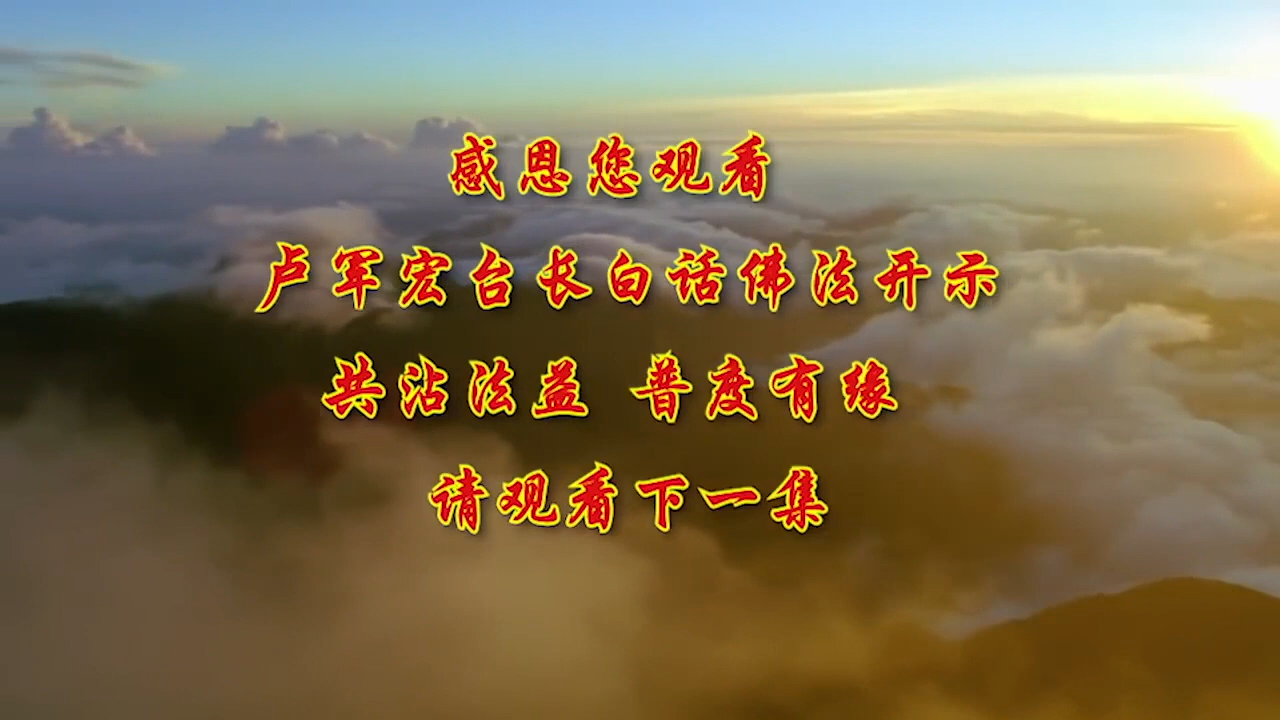 感恩您观看
卢军宏台长白话佛法开示
共沾法益 普度有缘
请观看下一集